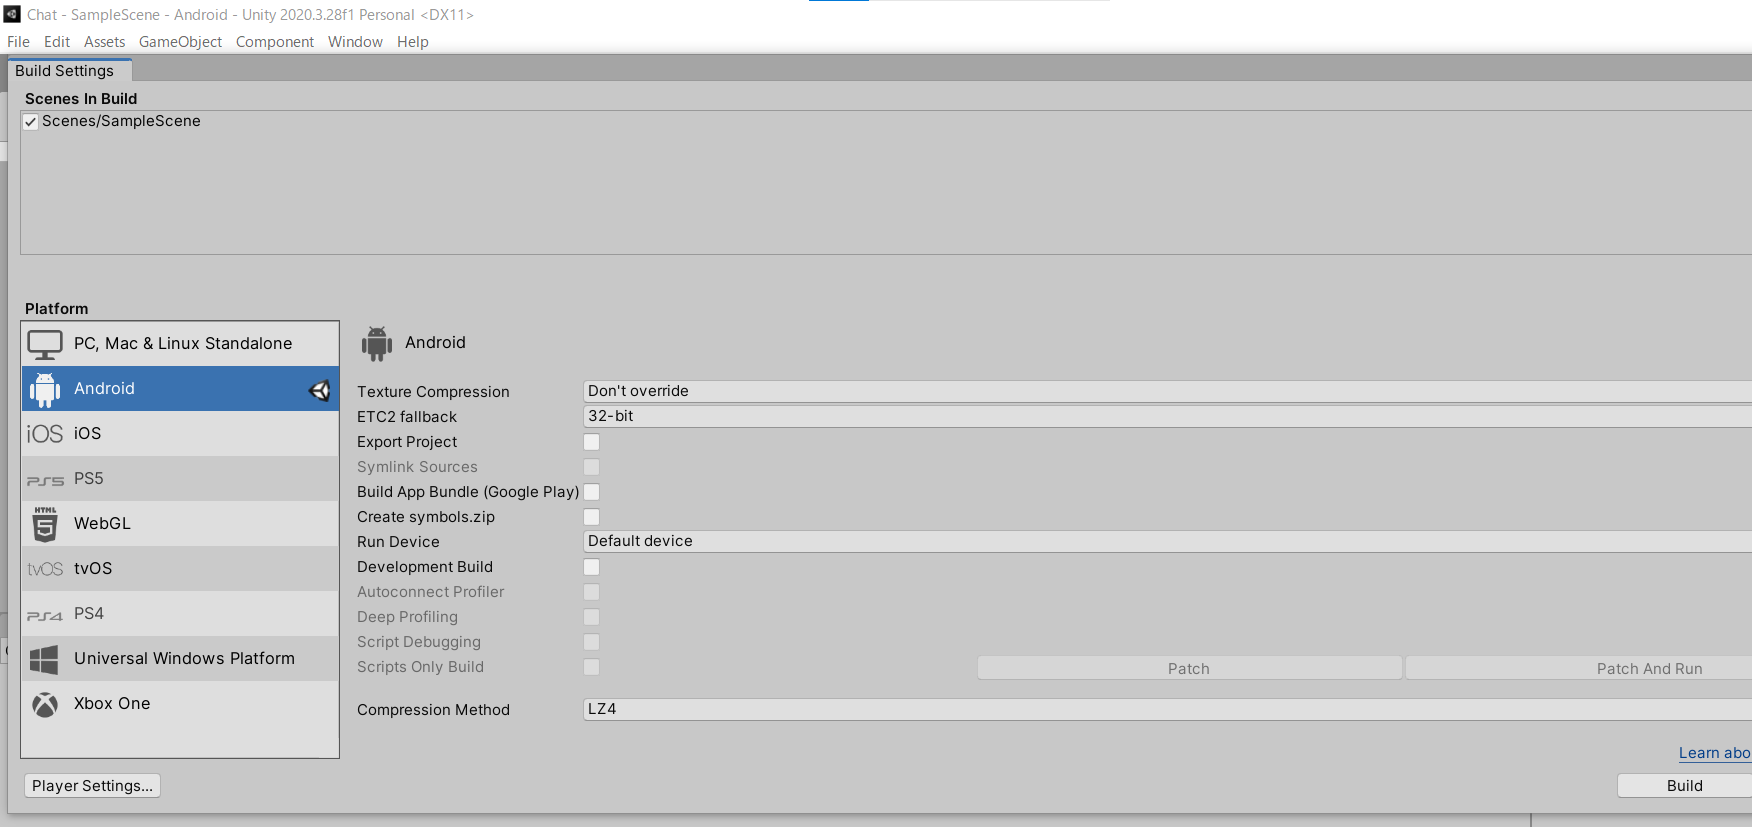 Chat - SampleScene - Android - Unity 2020.3.28f1 Personal <DX11>
File Edit Assets GameObject Component Window Help
Build Settings
Scenes In Build
Scenes/SampleScene
Platform
PC, Mac & Linux Standalone
Android
iOS iOS
PS5 PS5
HTML 5 WebGL
tvOS tvOS
PS4 PS4
Universal Windows Platform
Xbox One
Player Settings...
Android
Texture Compression Don't override
ETC2 fallback 32-bit
Export Project
Symlink Sources
Build App Bundle (Google Play)
Create symbols.zip
Run Device Default device
Development Build
Autoconnect Profiler
Deep Profiling
Script Debugging
Scripts Only Build Patch Patch And Run
Compression Method LZ4
Learn abo
Build